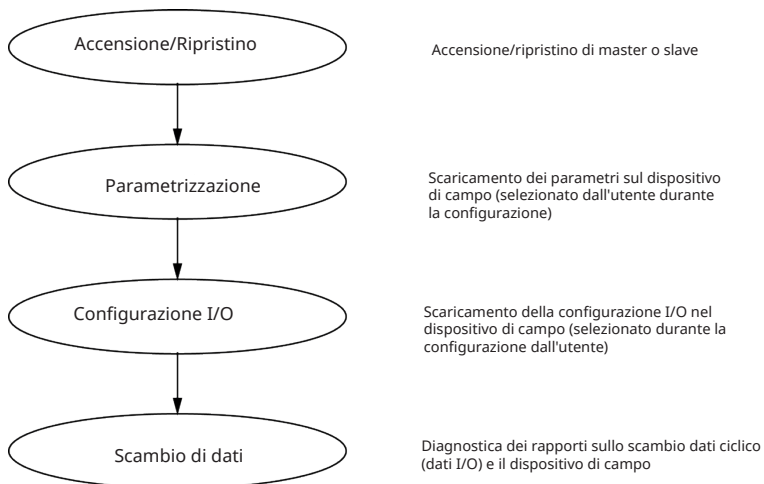 Accensione/Ripristino
Accensione/ripristino di master o slave
Parametrizzazione
Scaricamento dei parametri sul dispositivo
di campo (selezionato dall'utente durante
la configurazione)
Configurazione I/O
Scaricamento della configurazione I/O nel
dispositivo di campo (selezionato durante la
configurazione dall'utente)
Scambio di dati
Diagnostica dei rapporti sullo scambio dati ciclico
(dati I/O) e il dispositivo di campo